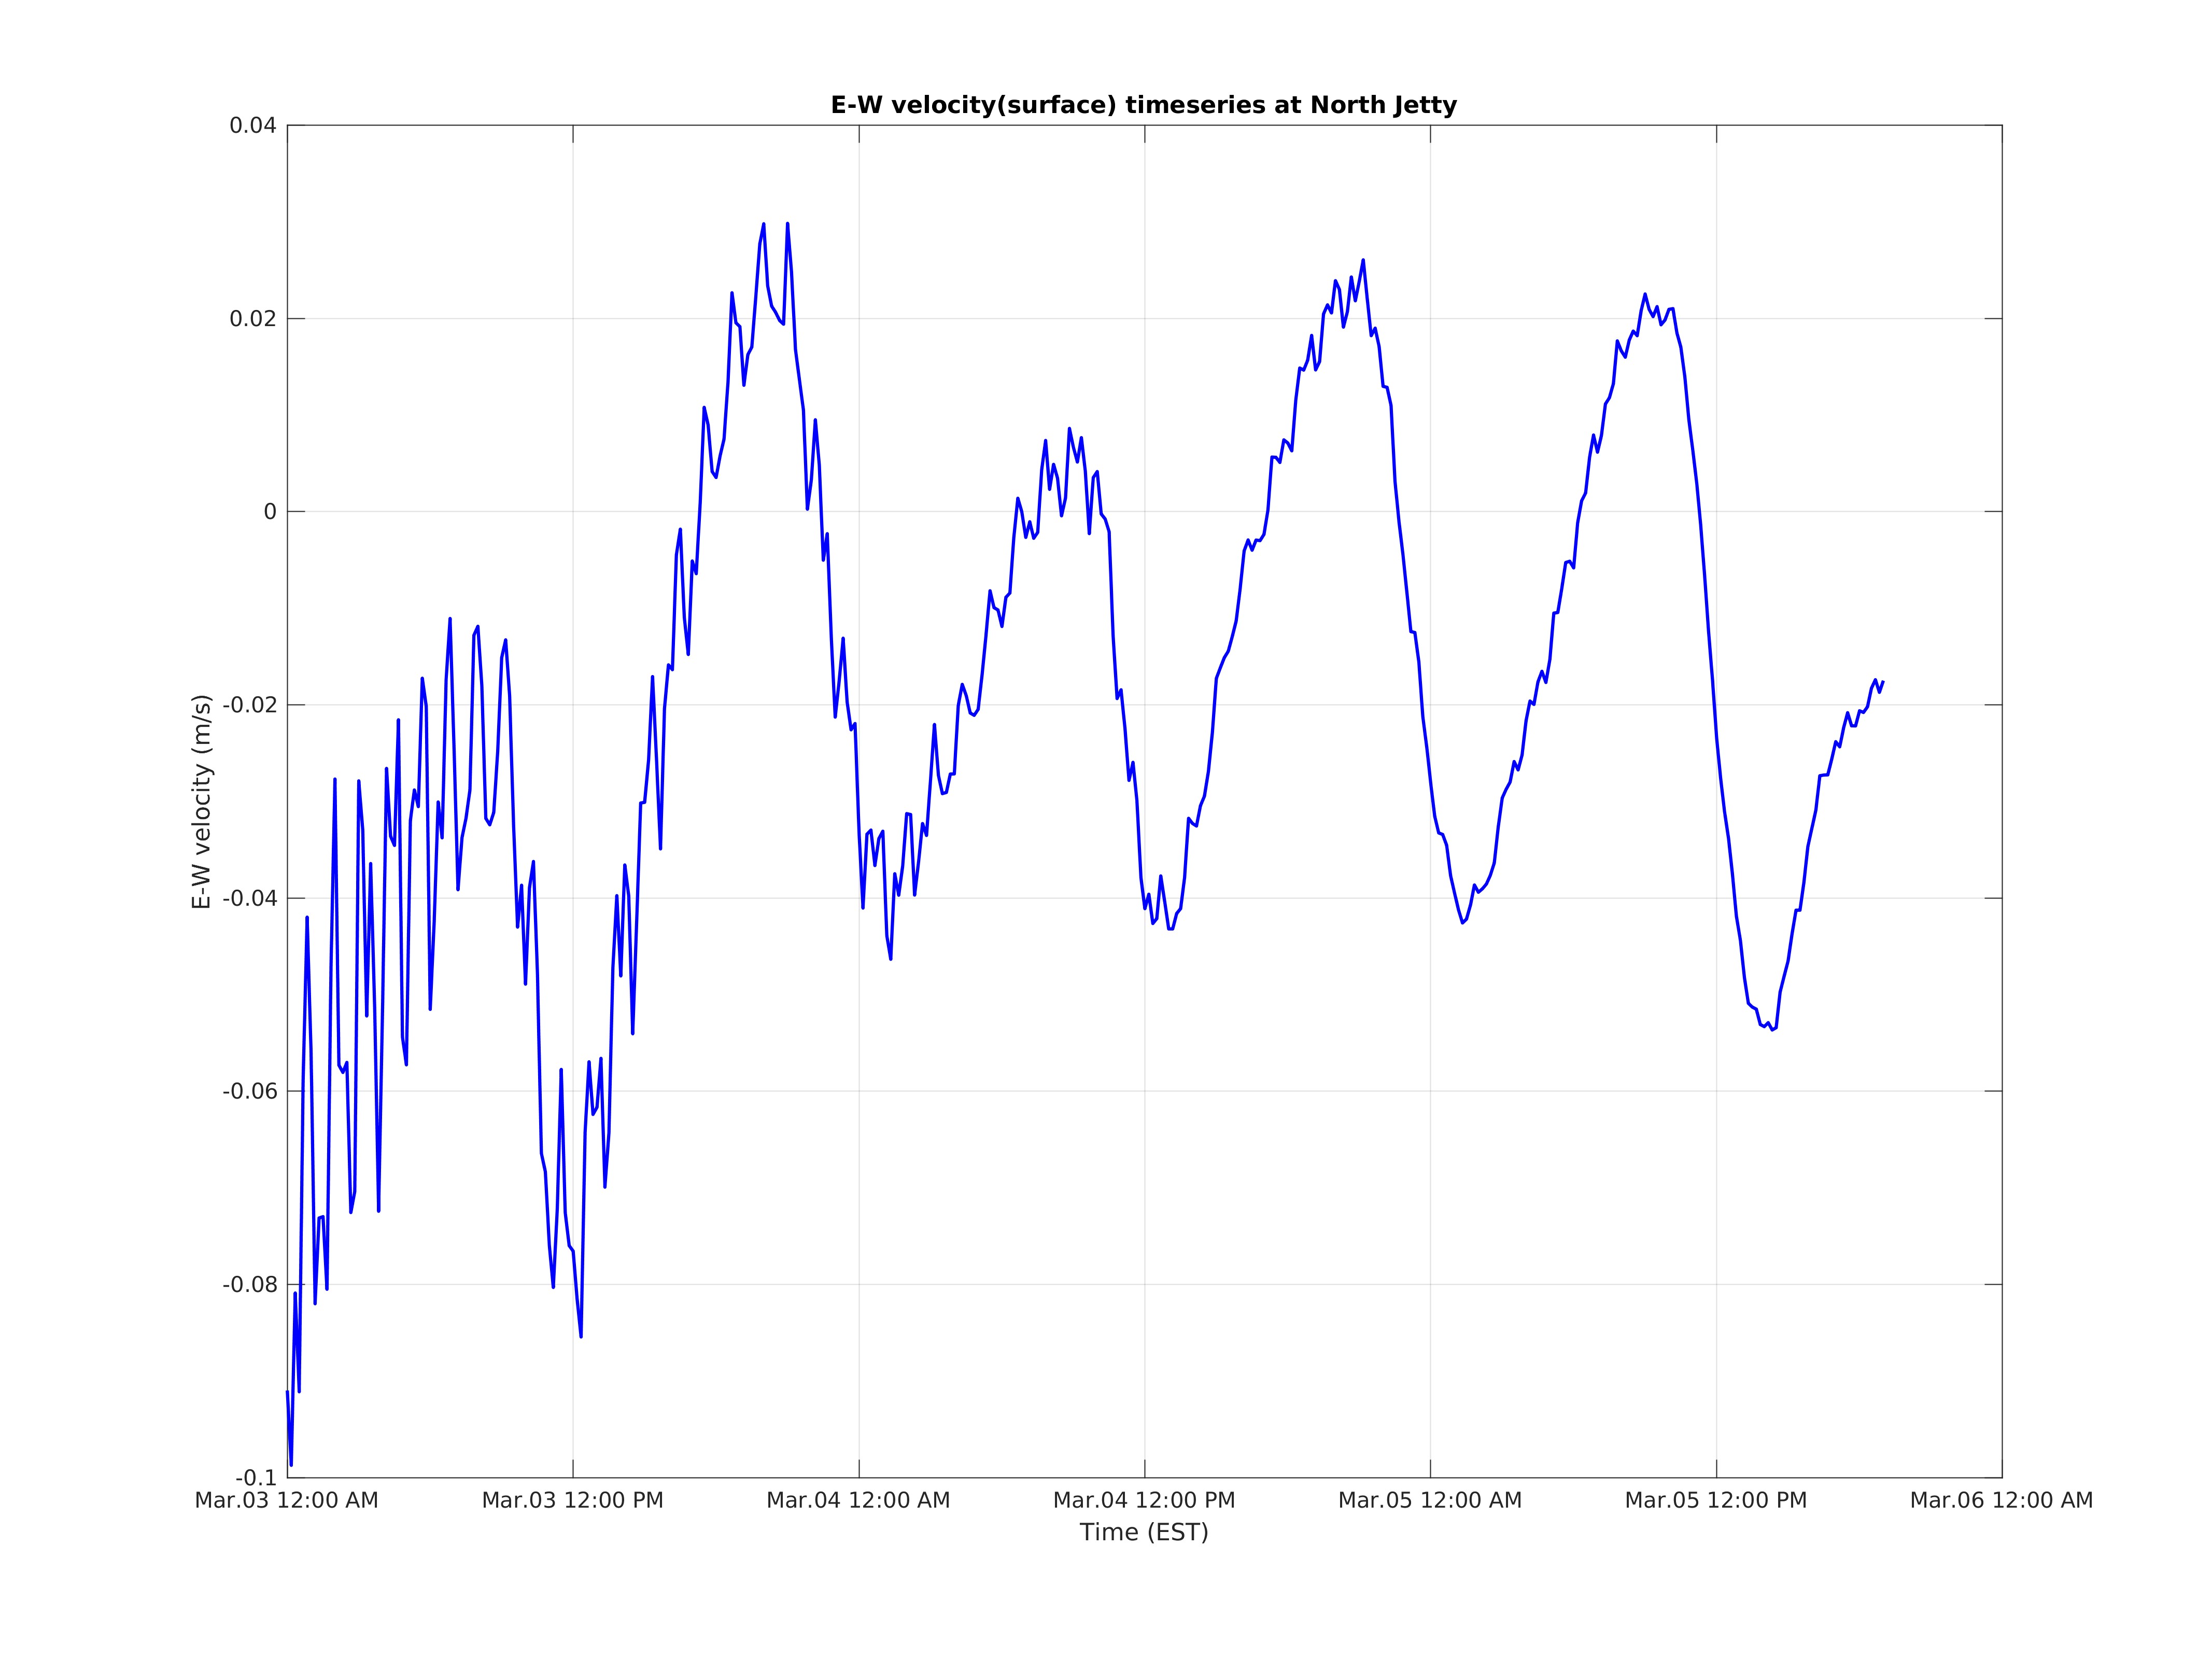 E-W velocity(surface) timeseries at North Jetty
0.04
0.02
0
-0.02
-0.04
-0.06
-0.08
-0.1
E-W velocity (m/s)
Mar.03 12:00 AM Mar.03 12:00 PM Mar.04 12:00 AM Mar.04 12:00 PM Mar.05 12:00 AM Mar.05 12:00 PM Mar.06 12:00 AM
Time (EST)